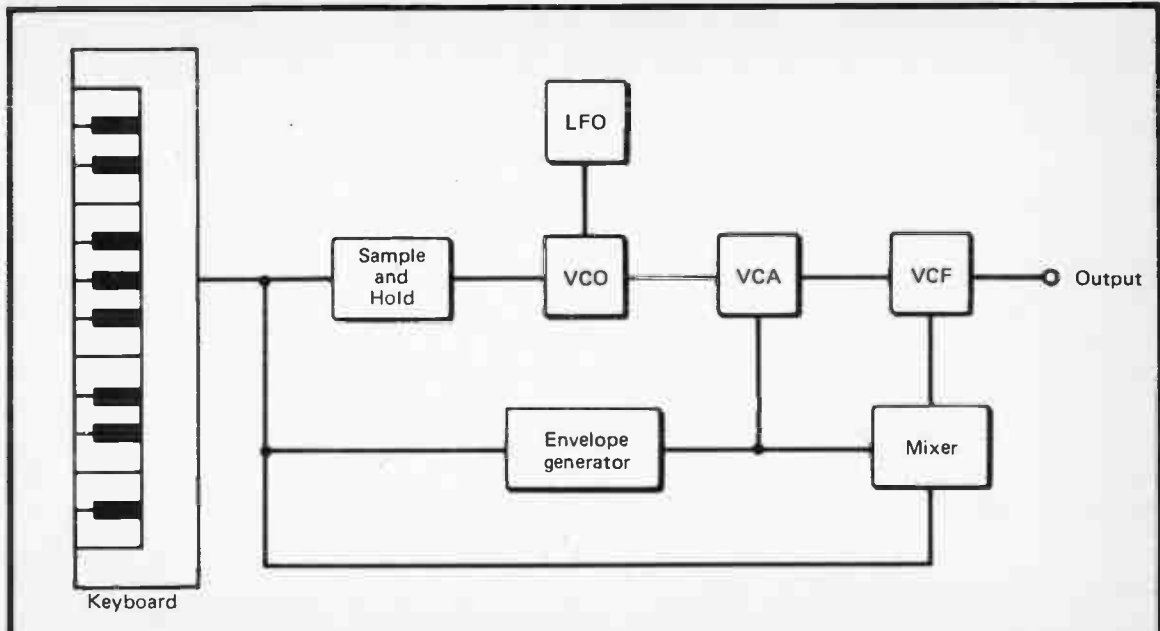 LFO
Sample
and
Hold
VCO
VCA
VCF
Output
Envelope
generator
Mixer
Keyboard